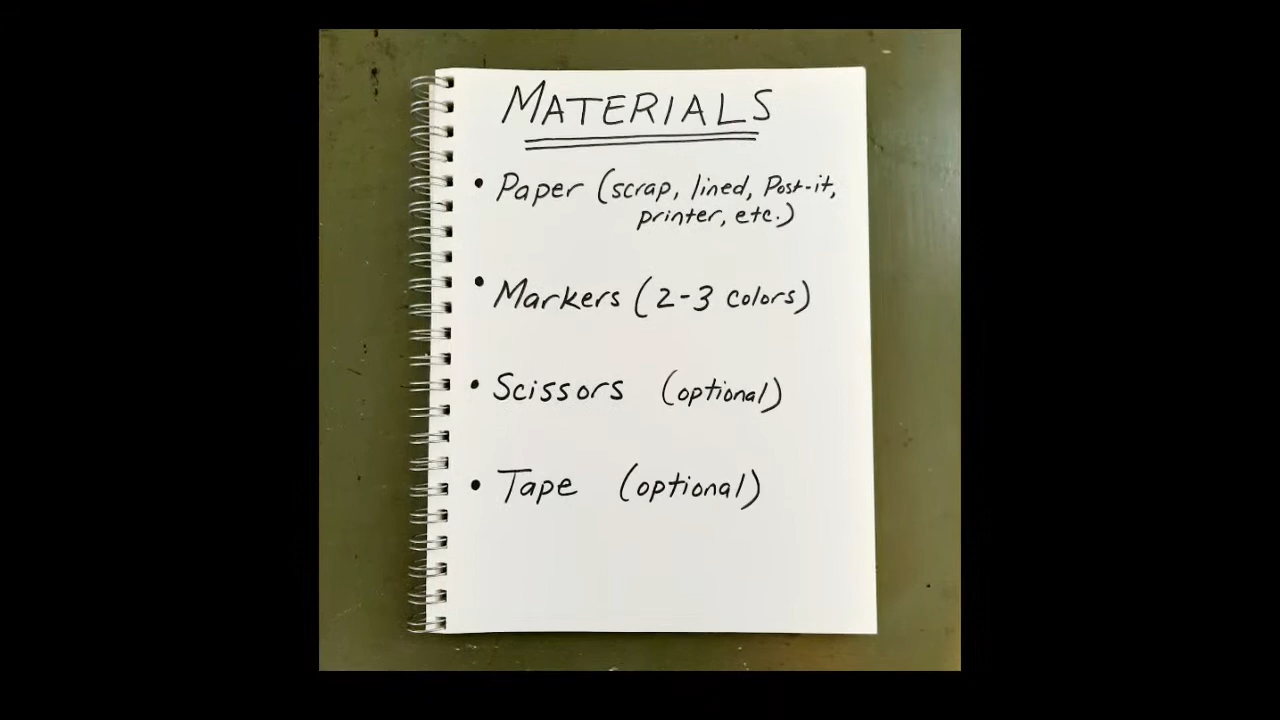 MATERIALS
• Paper (scrap, lined, Post-it,
printer, etc.)
• Markers (2-3 colors)
• Scissors (optional)
• Tape (optional)